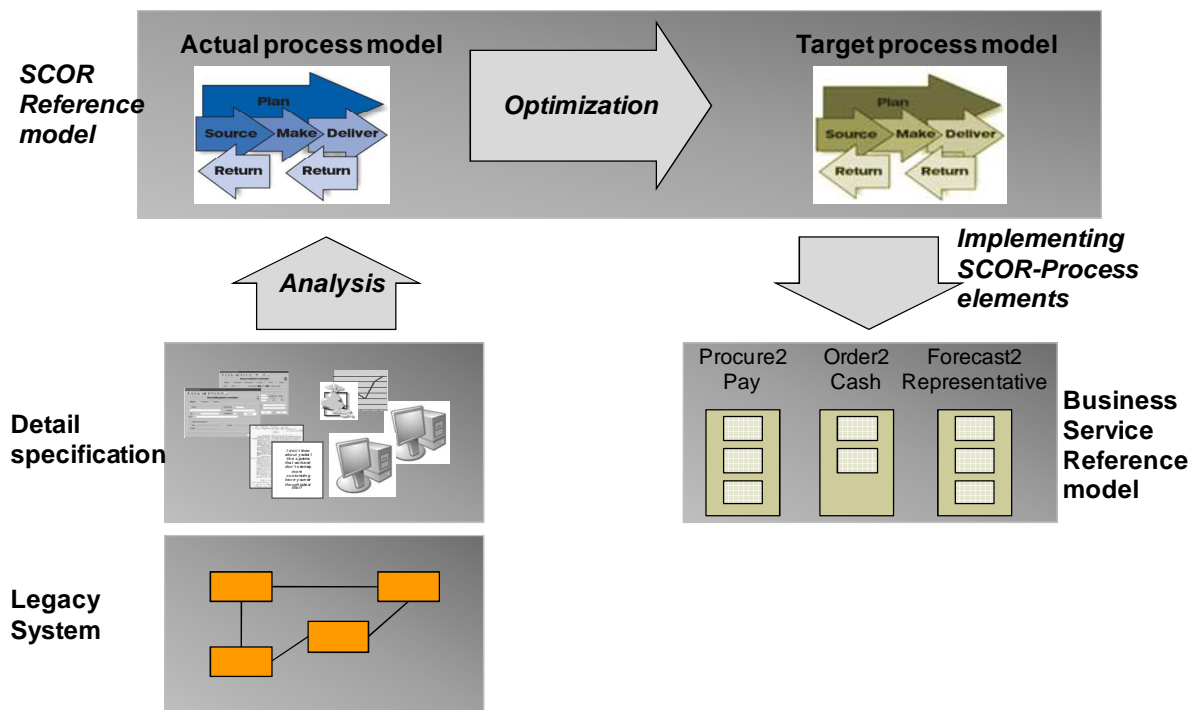 Actual process model
Target process model
SCOR
Reference
model
Plan
Source
Make
Deliver
Return
Return
Optimization
Plan
Source
Make
Deliver
Return
Return
Analysis
Implementing
SCOR-Process
elements
Detail
specification
Procure2
Pay
Order2
Cash
Forecast2
Representative
Business
Service
Reference
model
Legacy
System